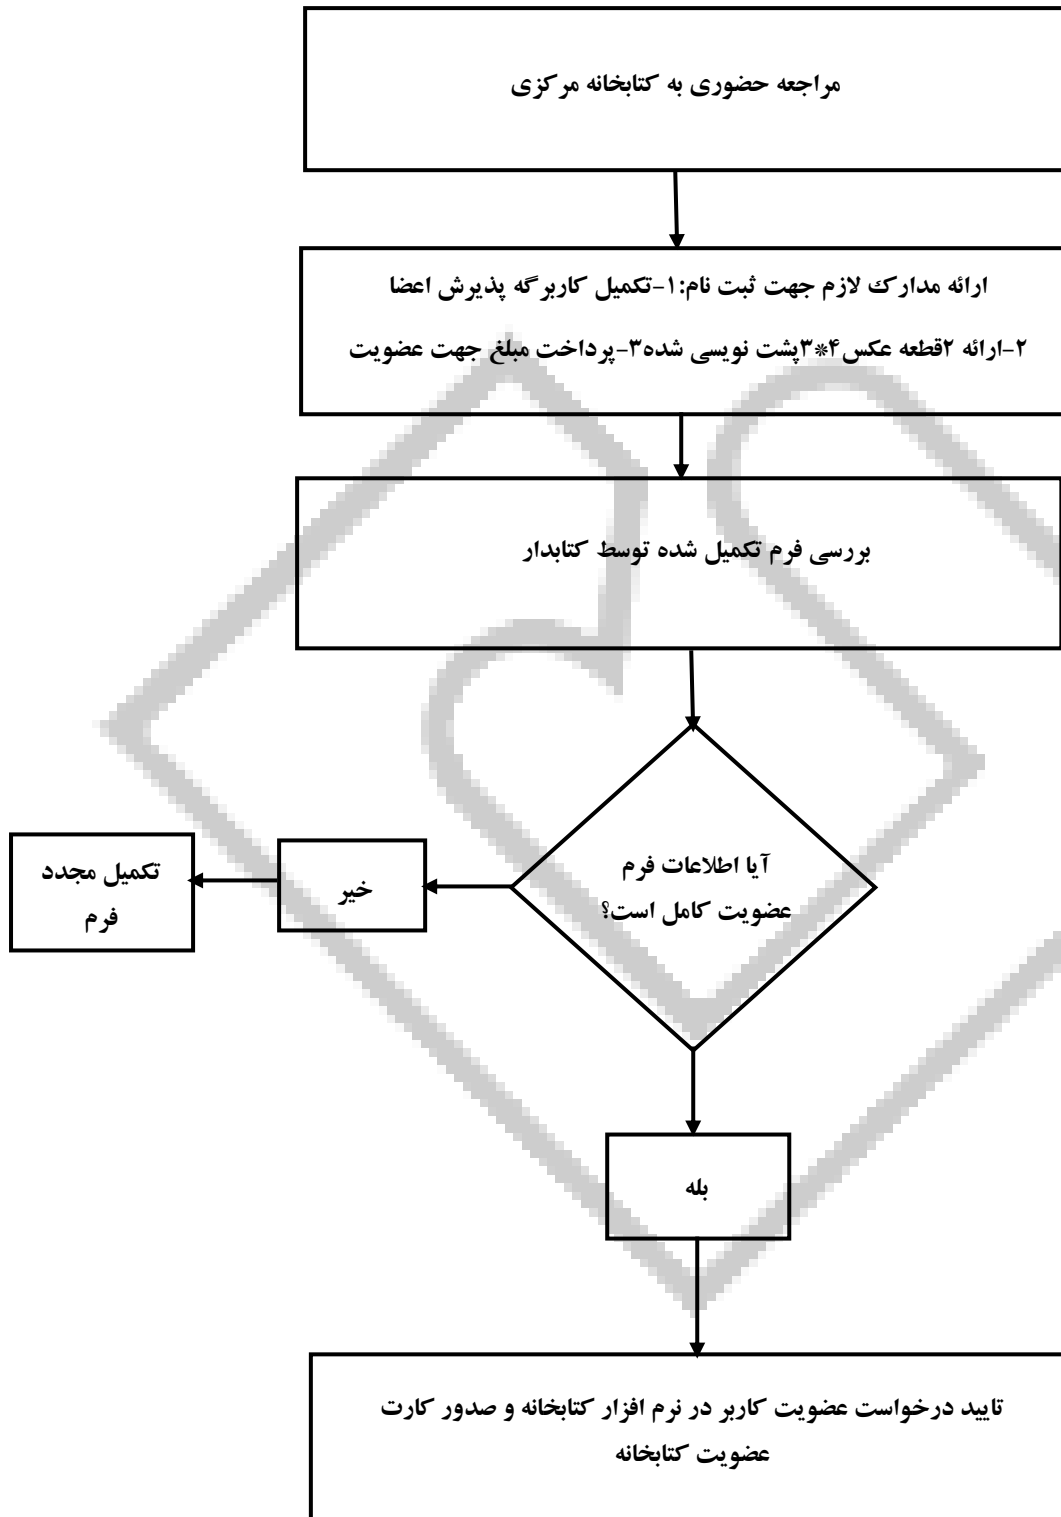 مراجعه حضوری به کتابخانه مرکزی
ارائه مدارک لازم جهت ثبت نام:۱-تکمیل کاربرگه پذیرش اعضا
۲-ارائه ۲قطعه عکس۴*۳پشت نویسی شده۳-پرداخت مبلغ جهت عضویت
بررسی فرم تکمیل شده توسط کتابدار
آیا اطلاعات فرم
عضویت کامل است؟
خیر
تکمیل مجدد
فرم
بله
تایید درخواست عضویت کاربر در نرم افزار کتابخانه و صدور کارت
عضویت کتابخانه